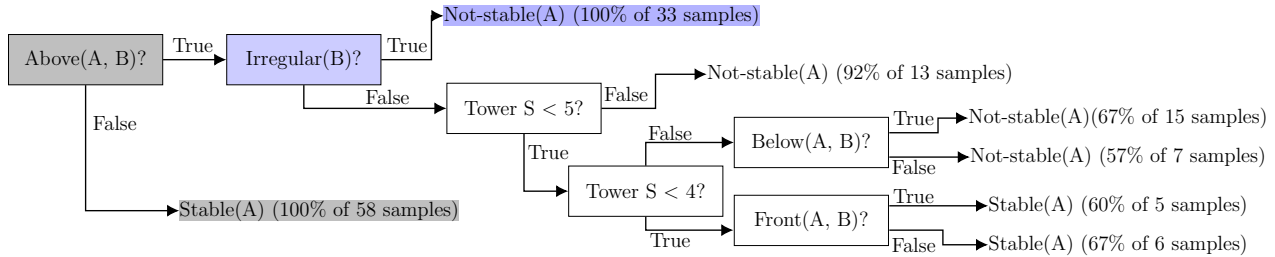 Not-stable(A) (100% of 33 samples)
Above(A, B)?
True
Irregular(B)?
True
Not-stable(A) (92% of 13 samples)
False
Tower S < 5?
False
False
Not-stable(A)(67% of 15 samples)
True
False
Below(A, B)?
True
Not-stable(A) (57% of 7 samples)
False
Tower S < 4?
Stable(A) (100% of 58 samples)
Stable(A) (60% of 5 samples)
True
Front(A, B)?
True
False
Stable(A) (67% of 6 samples)